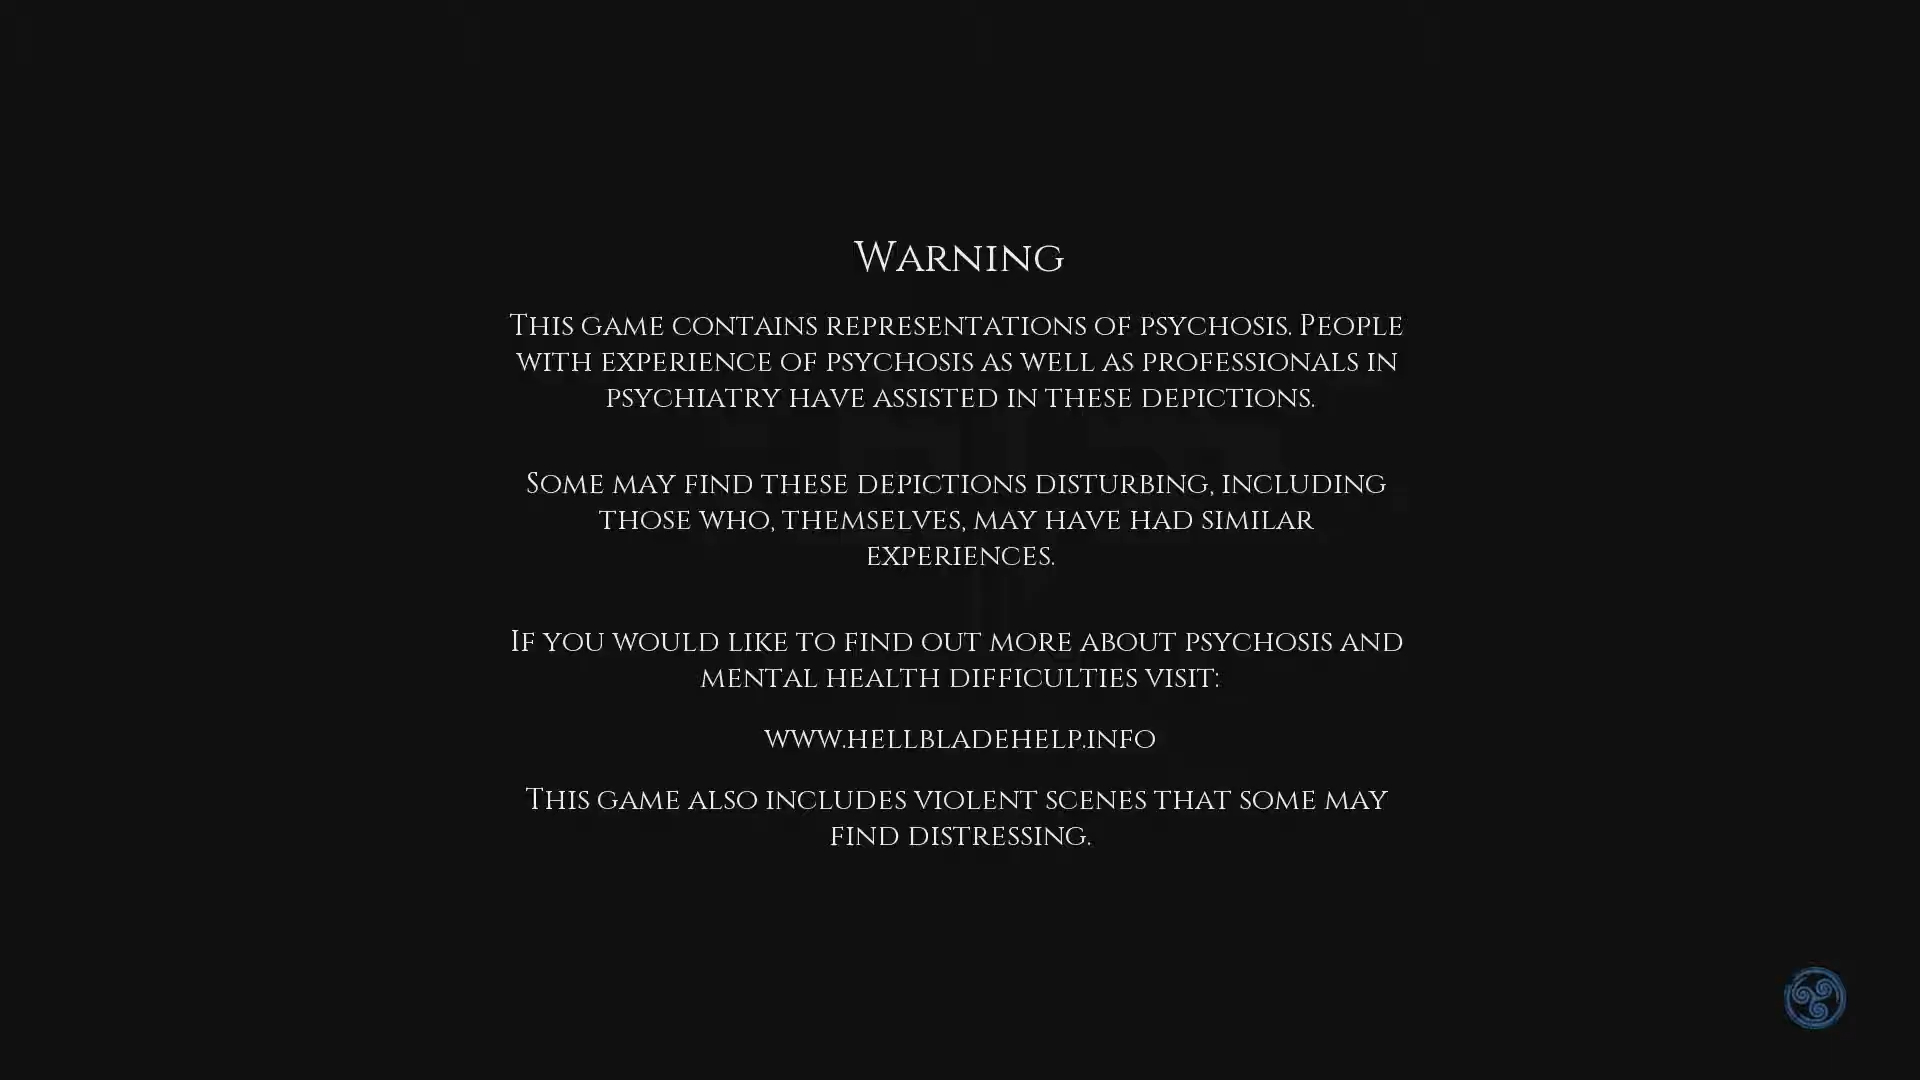 Warning
This game contains representations of psychosis. People
with experience of psychosis as well as professionals in
psychiatry have assisted in these depictions.
Some may find these depictions disturbing, including
those who, themselves, may have had similar
experiences.
If you would like to find out more about psychosis and
mental health difficulties visit:
www.hellbladehelp.info
This game also includes violent scenes that some may
find distressing.